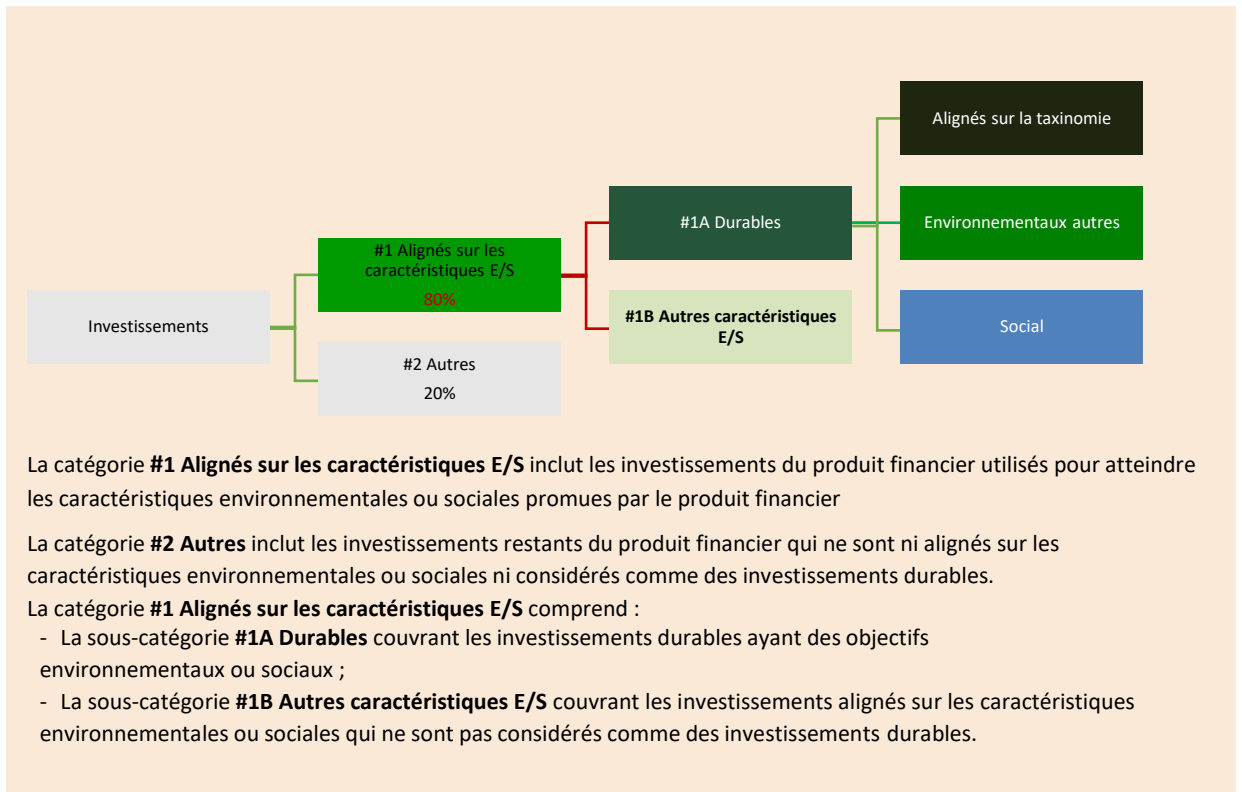 Alignés sur la taxinomie
#1A Durables
Environnementaux autres
#1 Alignés sur les
caractéristiques E/S
80%
Investissements
#1B Autres caractéristiques
E/S
Social
#2 Autres
20%
La catégorie #1 Alignés sur les caractéristiques E/S inclut les investissements du produit financier utilisés pour atteindre
les caractéristiques environnementales ou sociales promues par le produit financier
La catégorie #2 Autres inclut les investissements restants du produit financier qui ne sont ni alignés sur les
caractéristiques environnementales ou sociales ni considérés comme des investissements durables.
La catégorie #1 Alignés sur les caractéristiques E/S comprend :
- La sous-catégorie #1A Durables couvrant les investissements durables ayant des objectifs
environnementaux ou sociaux ;
- La sous-catégorie #1B Autres caractéristiques E/S couvrant les investissements alignés sur les caractéristiques
environnementales ou sociales qui ne sont pas considérés comme des investissements durables.